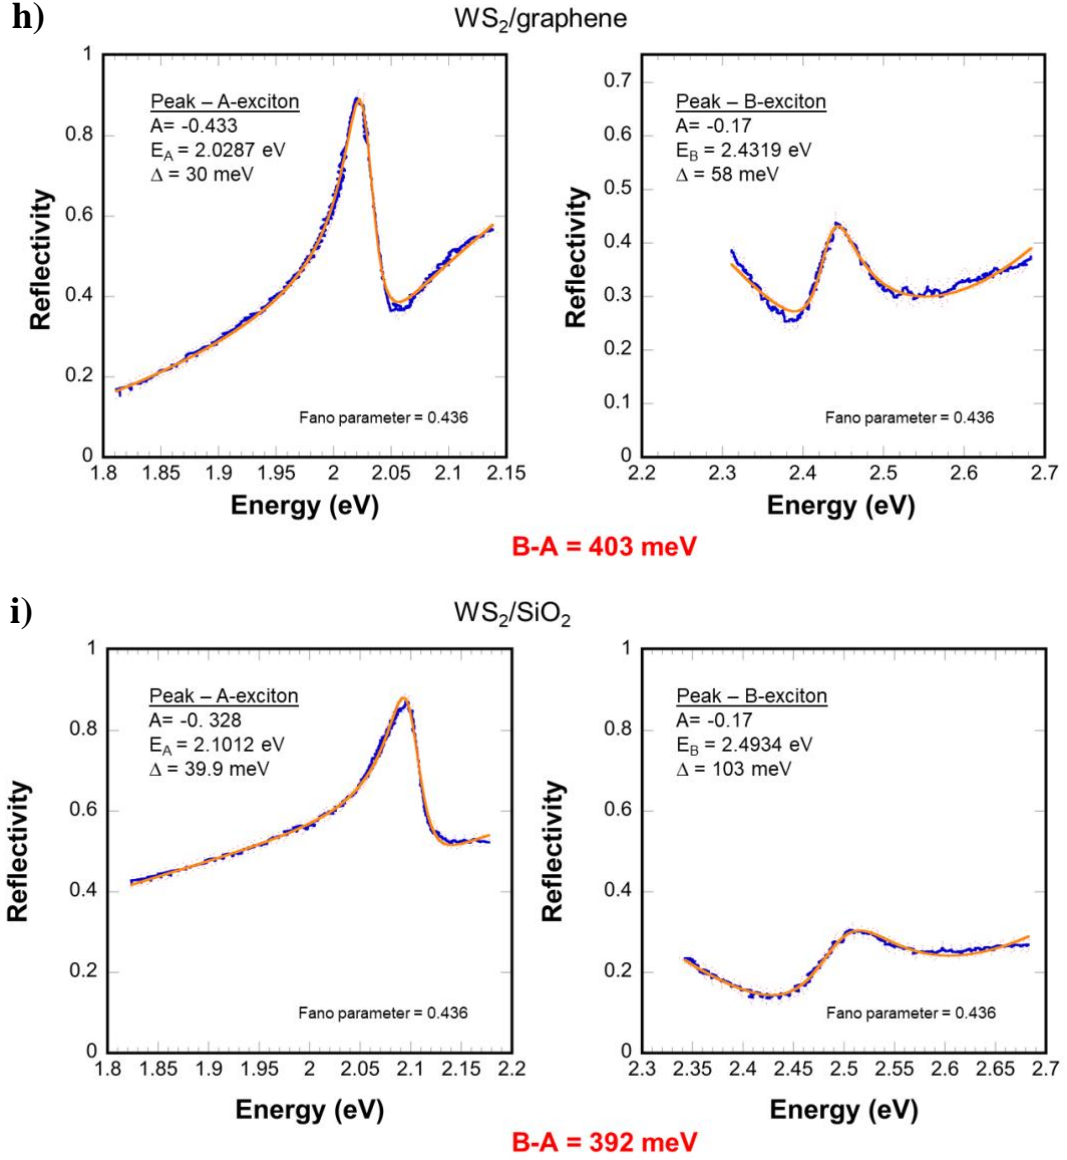 h)
WS2/graphene
1
0.8
0.6
0.4
0.2
0
Reflectivity
Peak – A-exciton
A= -0.433
EA = 2.0287 eV
Δ = 30 meV
Fano parameter = 0.436
1.8 1.85 1.9 1.95 2 2.05 2.1 2.15
Energy (eV)
0.7
0.6
0.5
0.4
0.3
0.2
0.1
0
Reflectivity
Peak – B-exciton
A= -0.17
EB = 2.4319 eV
Δ = 58 meV
Fano parameter = 0.436
2.2 2.3 2.4 2.5 2.6 2.7
Energy (eV)
B-A = 403 meV
i)
WS2/SiO2
1
0.8
0.6
0.4
0.2
0
Reflectivity
Peak – A-exciton
A= -0. 328
EA = 2.1012 eV
Δ = 39.9 meV
Fano parameter = 0.436
1.8 1.85 1.9 1.95 2 2.05 2.1 2.15 2.2
Energy (eV)
1
0.8
0.6
0.4
0.2
0
Reflectivity
Peak – B-exciton
A= -0.17
EB = 2.4934 eV
Δ = 103 meV
Fano parameter = 0.436
2.3 2.35 2.4 2.45 2.5 2.55 2.6 2.65 2.7
Energy (eV)
B-A = 392 meV